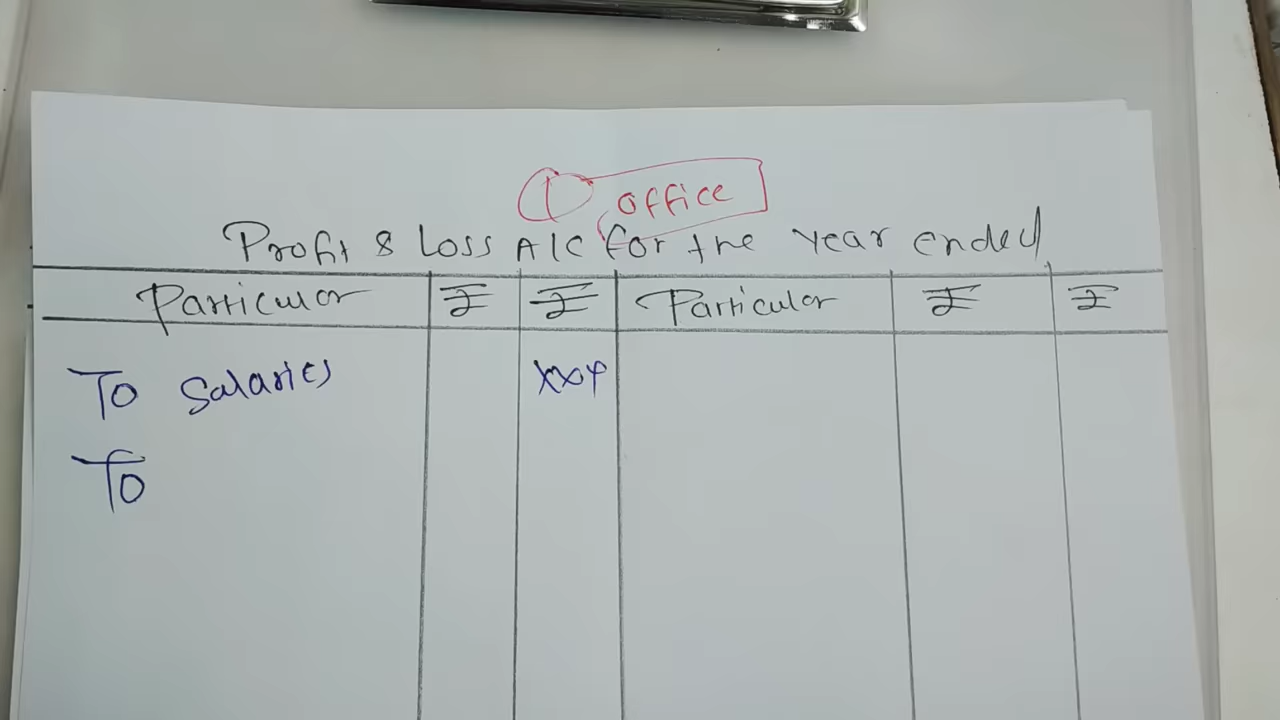 ① office
Profit & Loss A/C for the year ended
Particular ₹ ₹ Particular ₹ ₹
To Salaries xxx
To